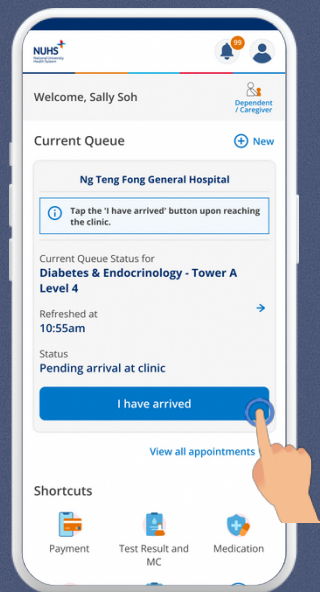 NUHS
National University
Health System
99
Welcome, Sally Soh
Dependent
/ Caregiver
Current Queue
New
Ng Teng Fong General Hospital
Tap the 'I have arrived' button upon reaching
the clinic.
Current Queue Status for
Diabetes & Endocrinology - Tower A
Level 4
Refreshed at
10:55am
Status
Pending arrival at clinic
I have arrived
View all appointments
Shortcuts
Payment
Test Result and
MC
Medication